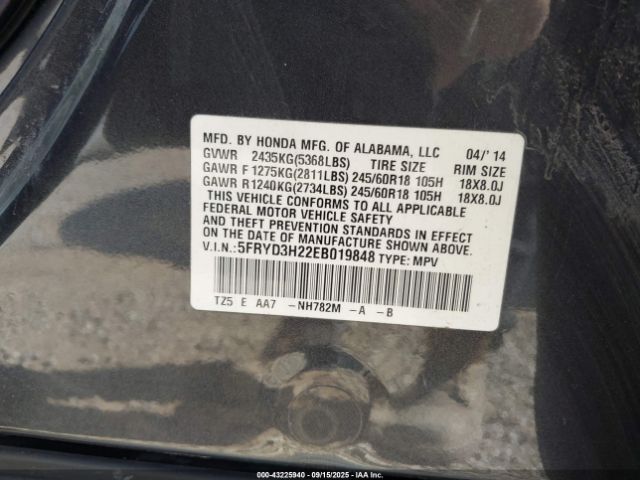 MFD. BY HONDA MFG. OF ALABAMA, LLC 04/' 14
GVWR 2435KG(5368LBS) TIRE SIZE RIM SIZE
GAWR F 1275KG(2811LBS) 245/60R18 105H 18X8.0J
GAWR R1240KG(2734LBS) 245/60R18 105H 18X8.0J
THIS VEHICLE CONFORMS TO ALL APPLICABLE
FEDERAL MOTOR VEHICLE SAFETY
AND THEFT PREVENTION STANDARDS IN EFFECT
ON THE DATE OF MANUFACTURE SHOWN ABOVE.
V.I.N.:5FRYD3H22EB019848 TYPE: MPV
TZ5 E AA7 -NH782M -A -B
000-43225940 - 09/15/2025 - IAAI.COM